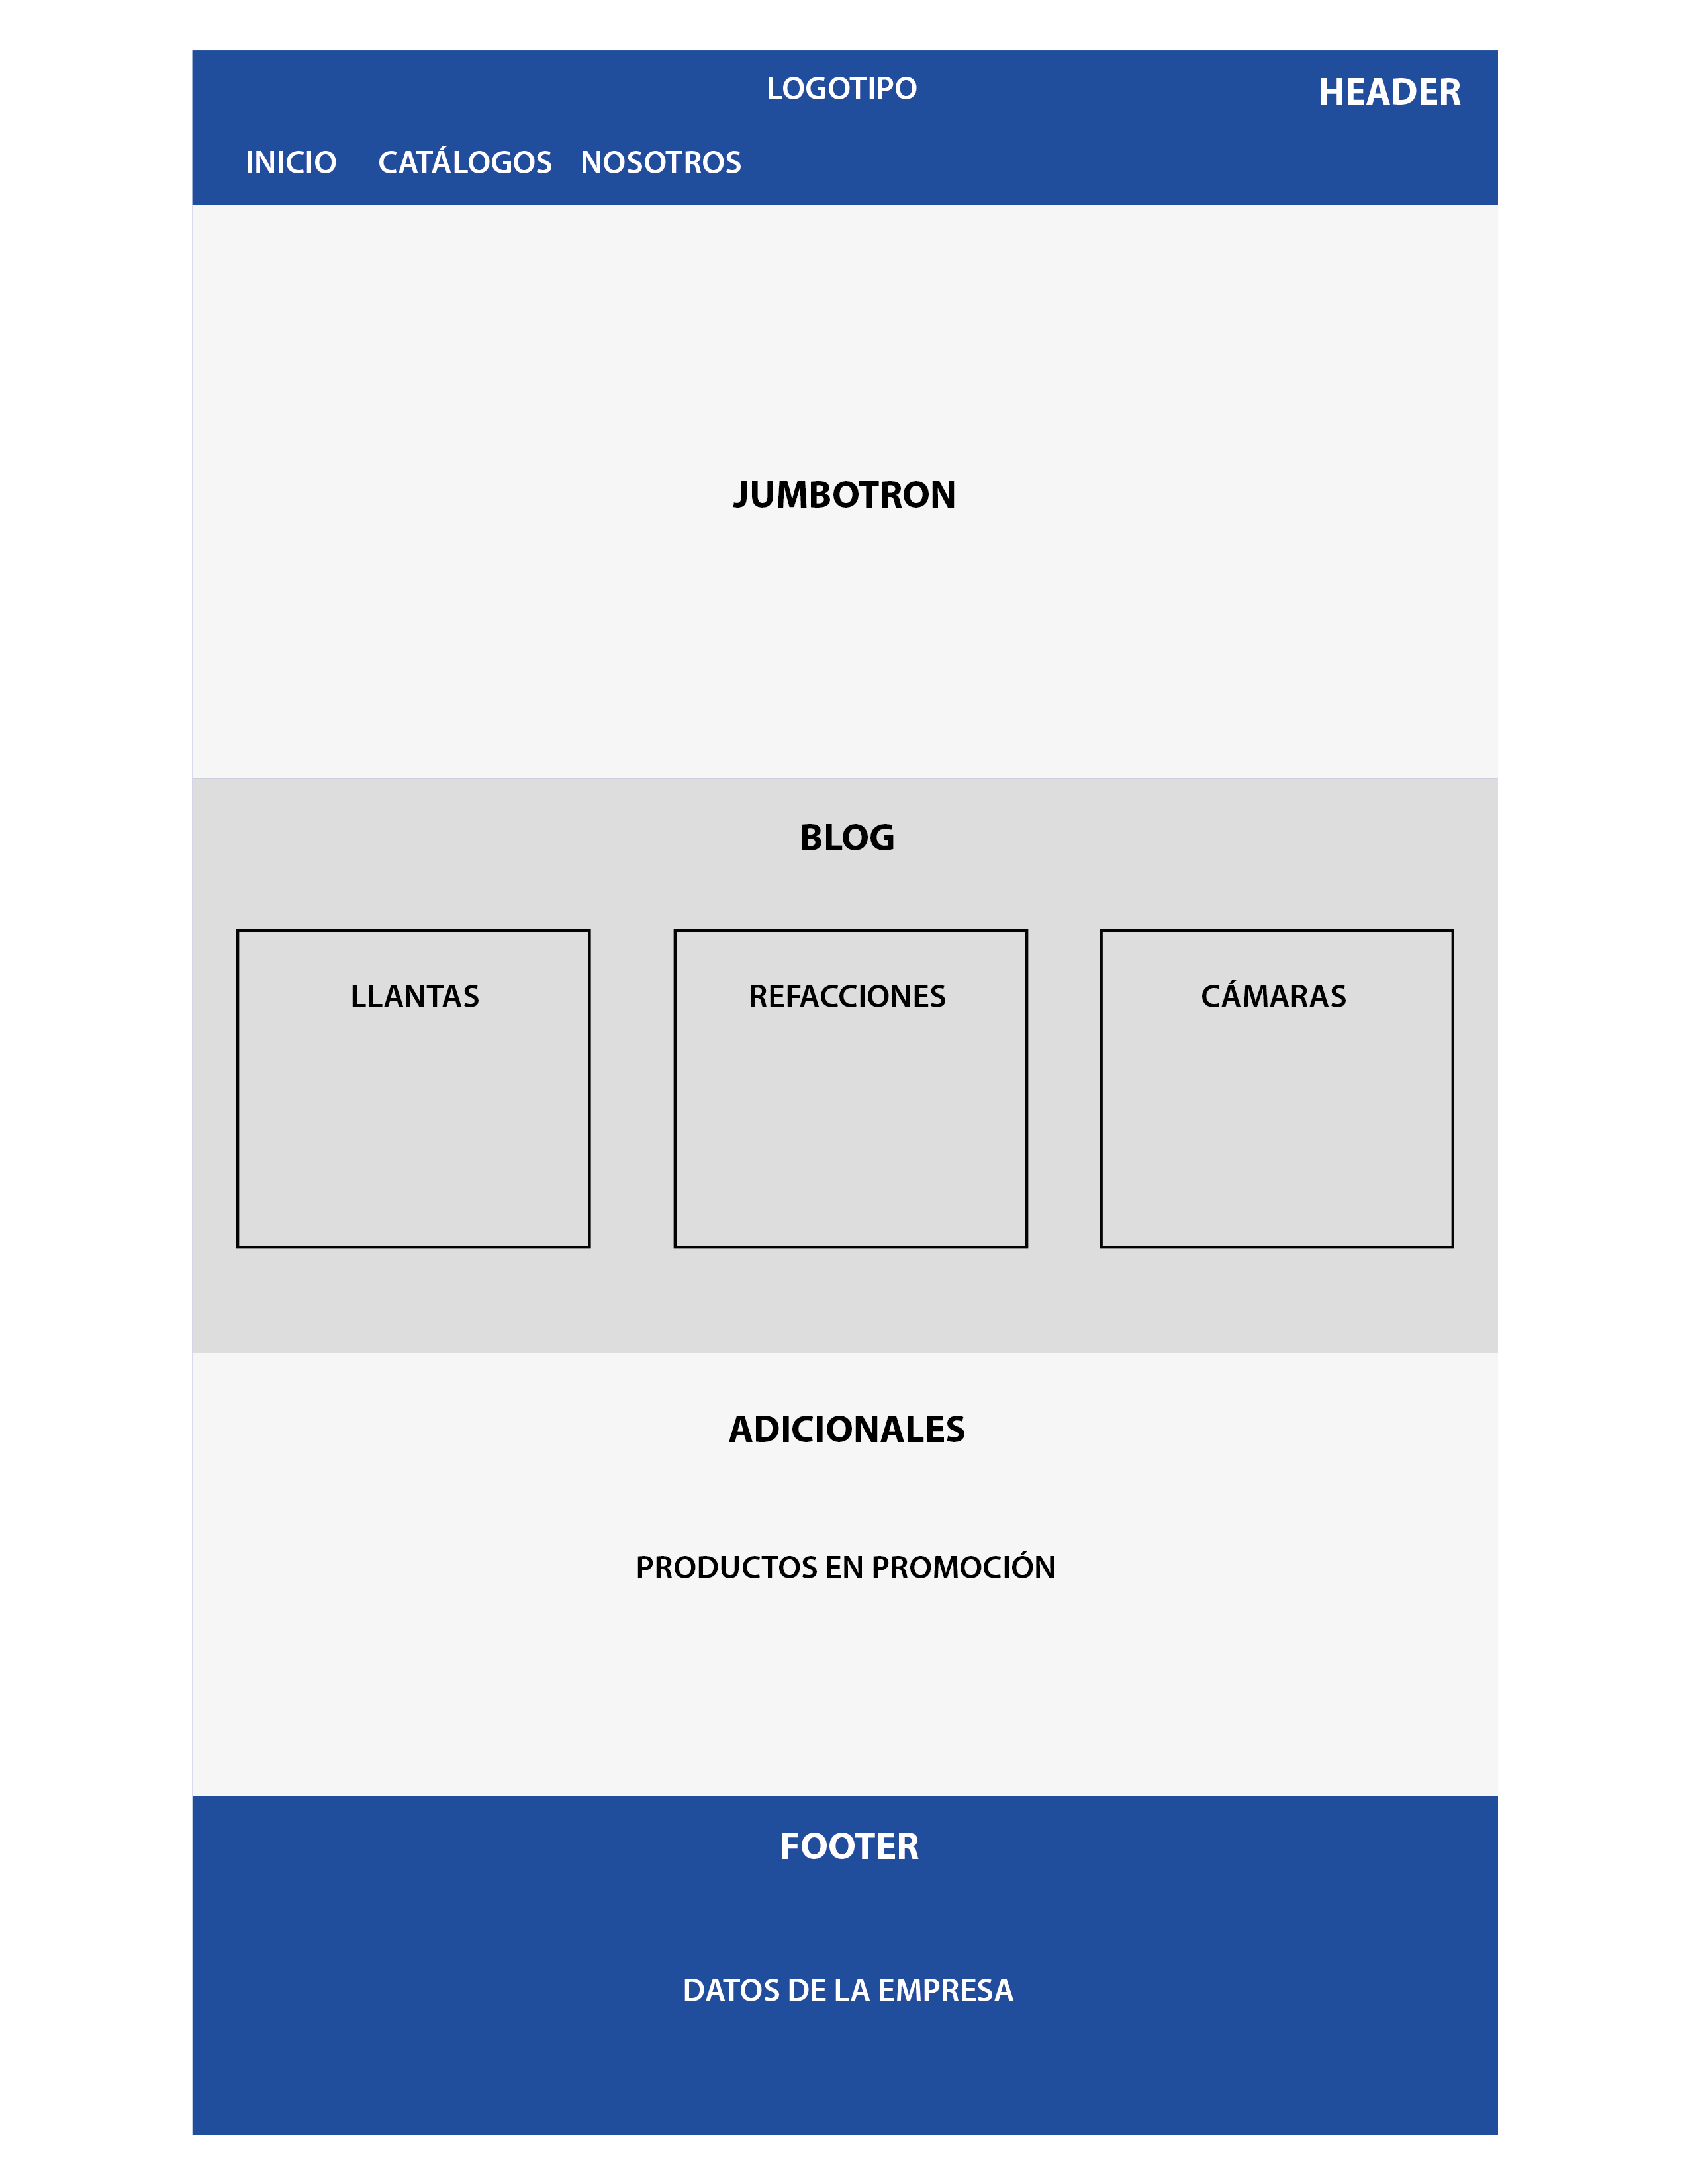 LOGOTIPO
HEADER
INICIO CATÁLOGOS NOSOTROS
JUMBOTRON
BLOG
LLANTAS
REFACCIONES
CÁMARAS
ADICIONALES
PRODUCTOS EN PROMOCIÓN
FOOTER
DATOS DE LA EMPRESA